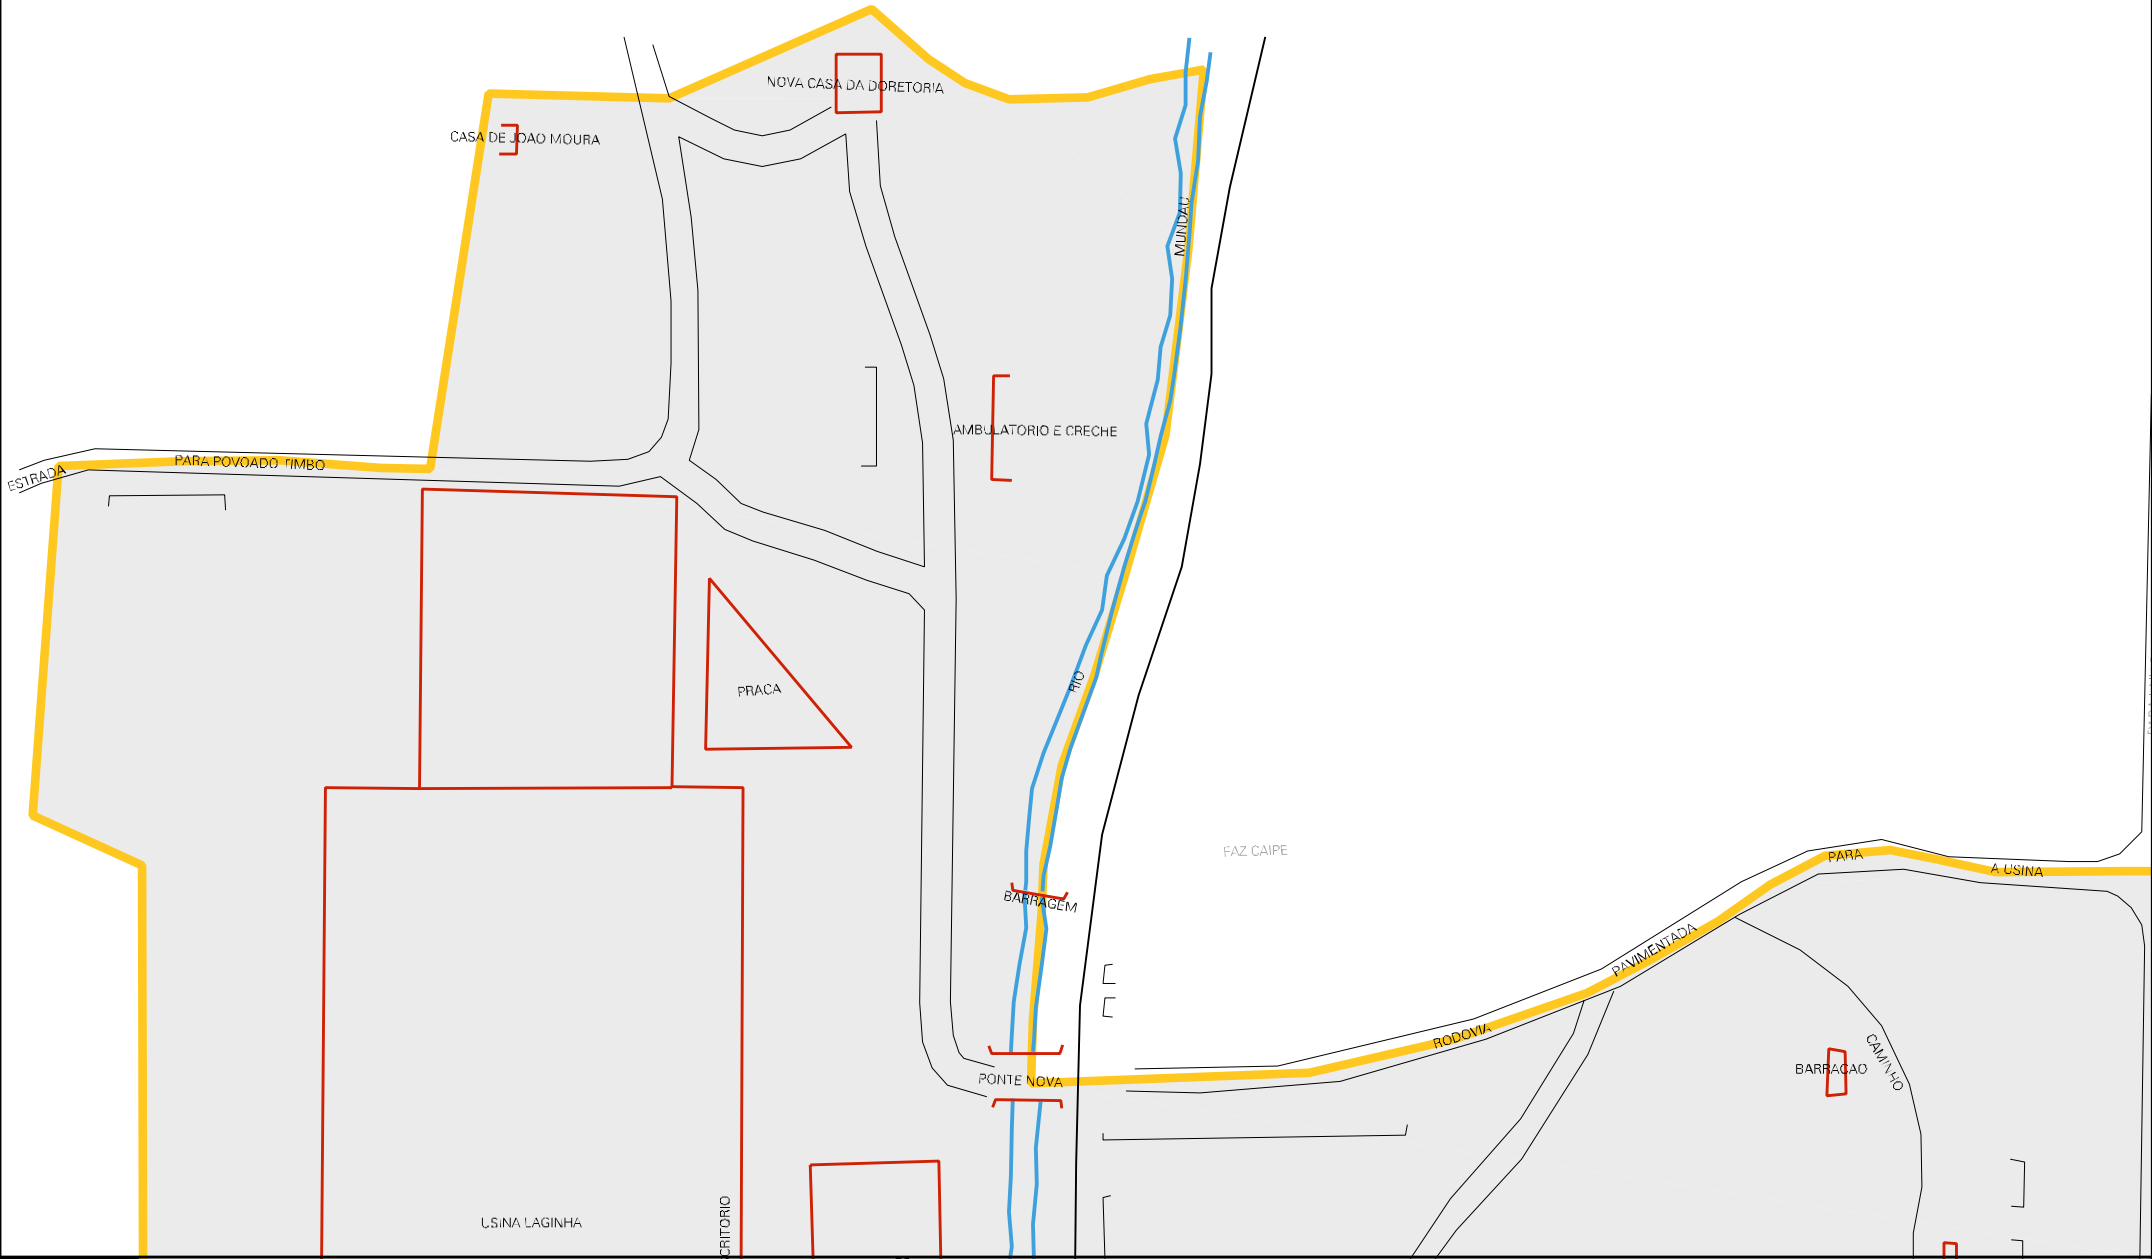 NOVA CASA DA DORETORIA
CASA DE JOAO MOURA
MUNDAU
AMBULATORIO E CRECHE
ESTRADA
PARA POVOADO TIMBO
RIO
PRACA
FAZ CAIPE
PARA
A USINA
BARRAGEM
PAVIMENTADA
RODOVIA
CAMINHO
BARRACAO
PONTE NOVA
USINA LAGINHA
CRITORIO